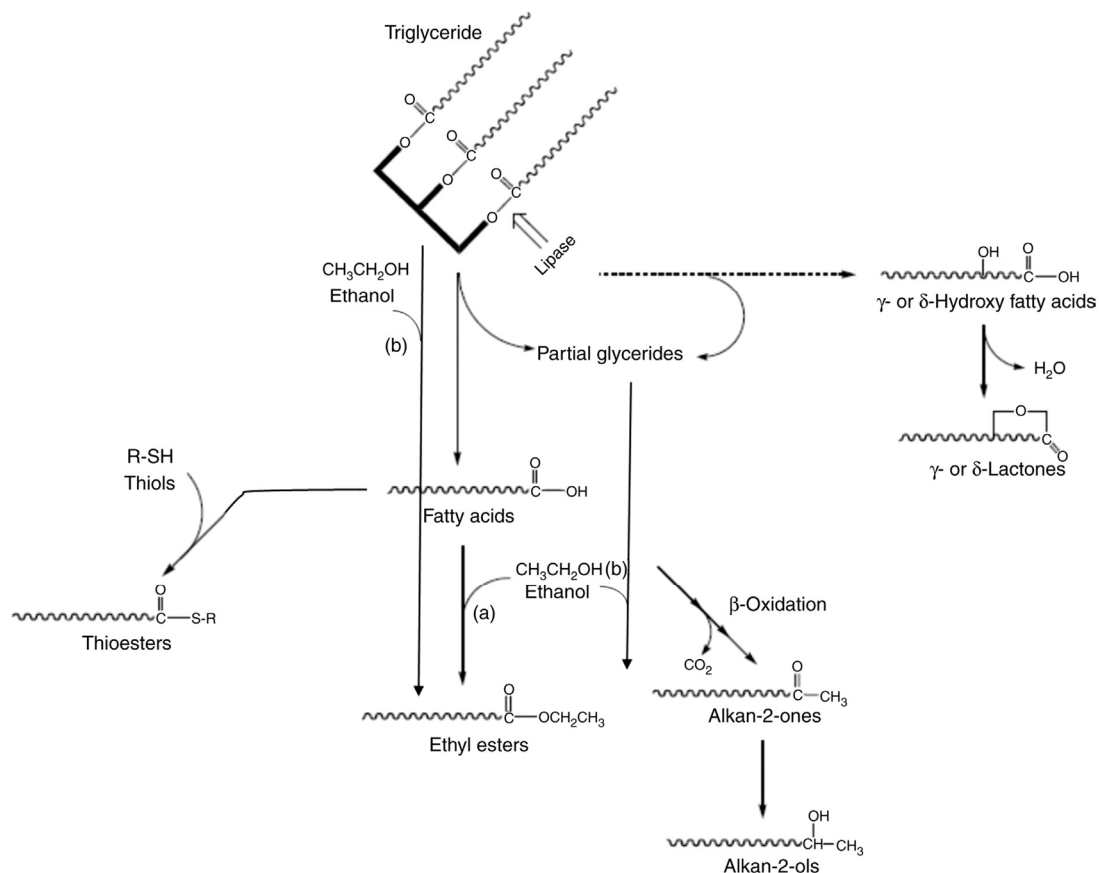 Triglyceride
O
C
O
O
C
O
O
C
O
Lipase
CH3CH2OH
Ethanol
(b)
OH
O
C
OH
γ- or δ-Hydroxy fatty acids
Partial glycerides
H2O
O
C
O
γ- or δ-Lactones
R-SH
Thiols
O
C
OH
Fatty acids
CH3CH2OH
(b)
Ethanol
(a)
β-Oxidation
CO2
O
C
S-R
Thioesters
O
C
OCH2CH3
Ethyl esters
O
C
CH3
Alkan-2-ones
OH
CH
CH3
Alkan-2-ols